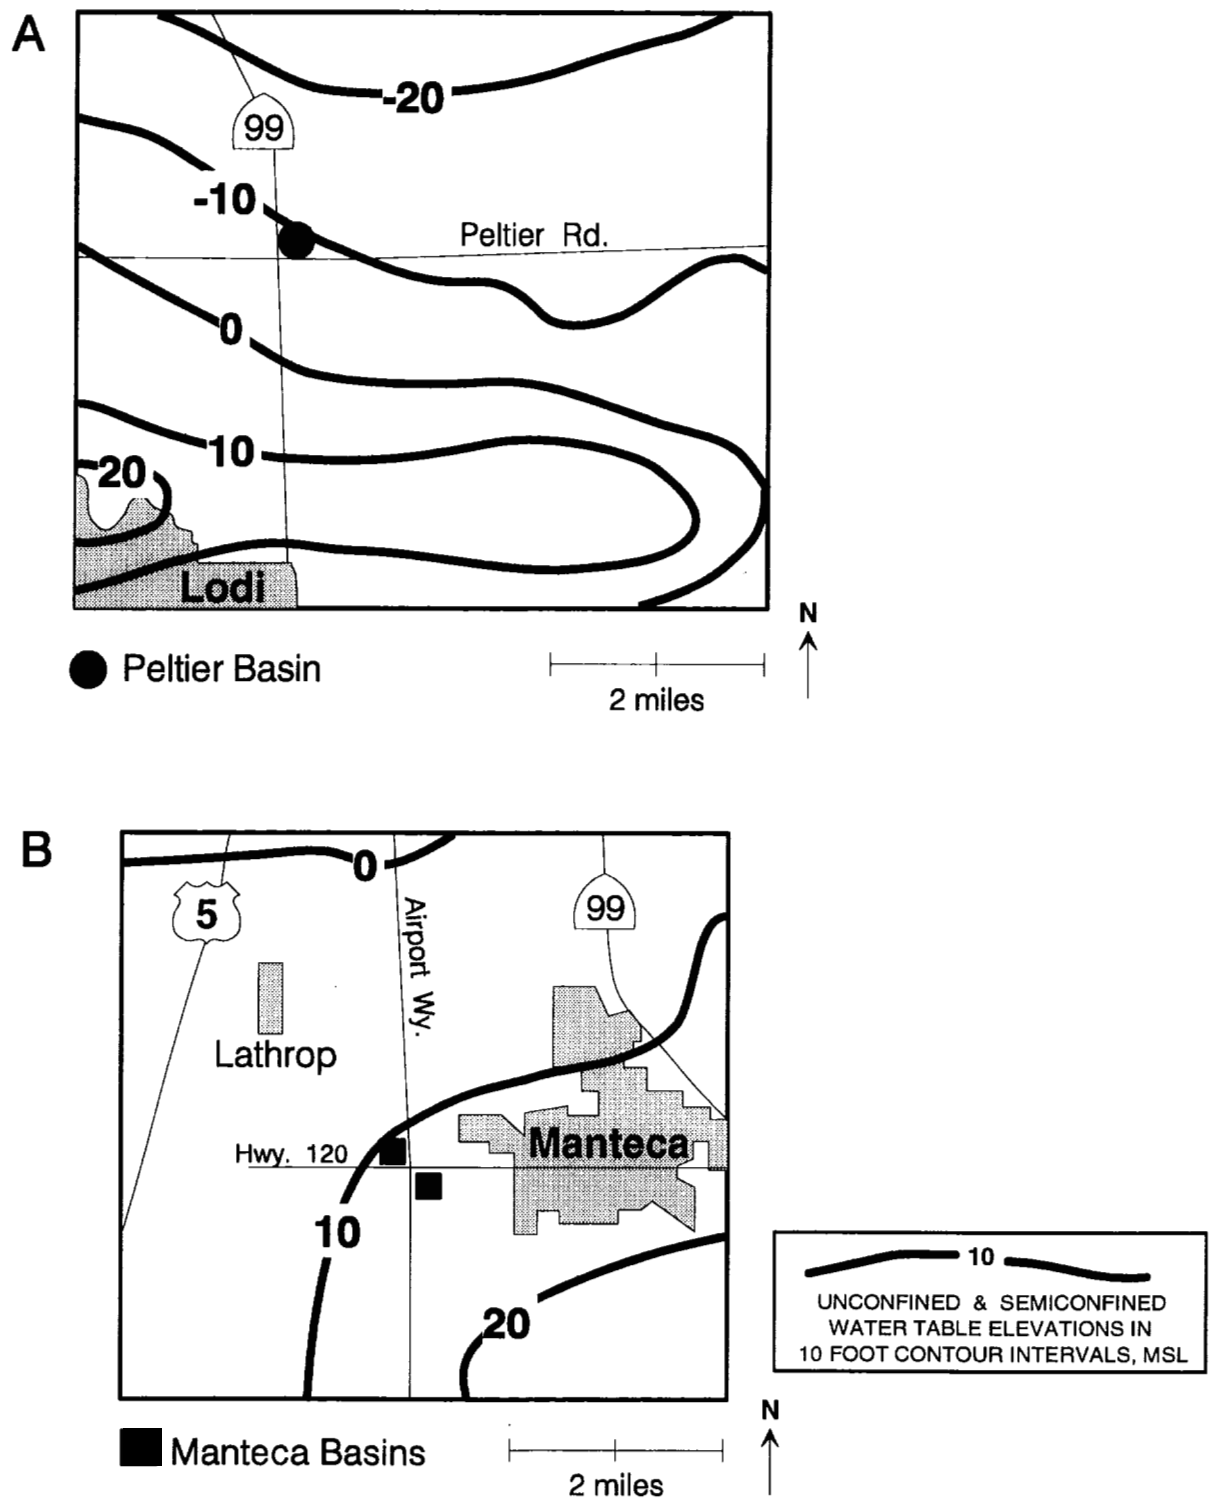 A
-20
99
-10
Peltier Rd.
0
10
20
Lodi
N
Peltier Basin
2 miles
B
0
5
99
Airport Wy.
Lathrop
Manteca
Hwy. 120
10
10
UNCONFINED & SEMICONFINED
WATER TABLE ELEVATIONS IN
10 FOOT CONTOUR INTERVALS, MSL
20
N
Manteca Basins
2 miles